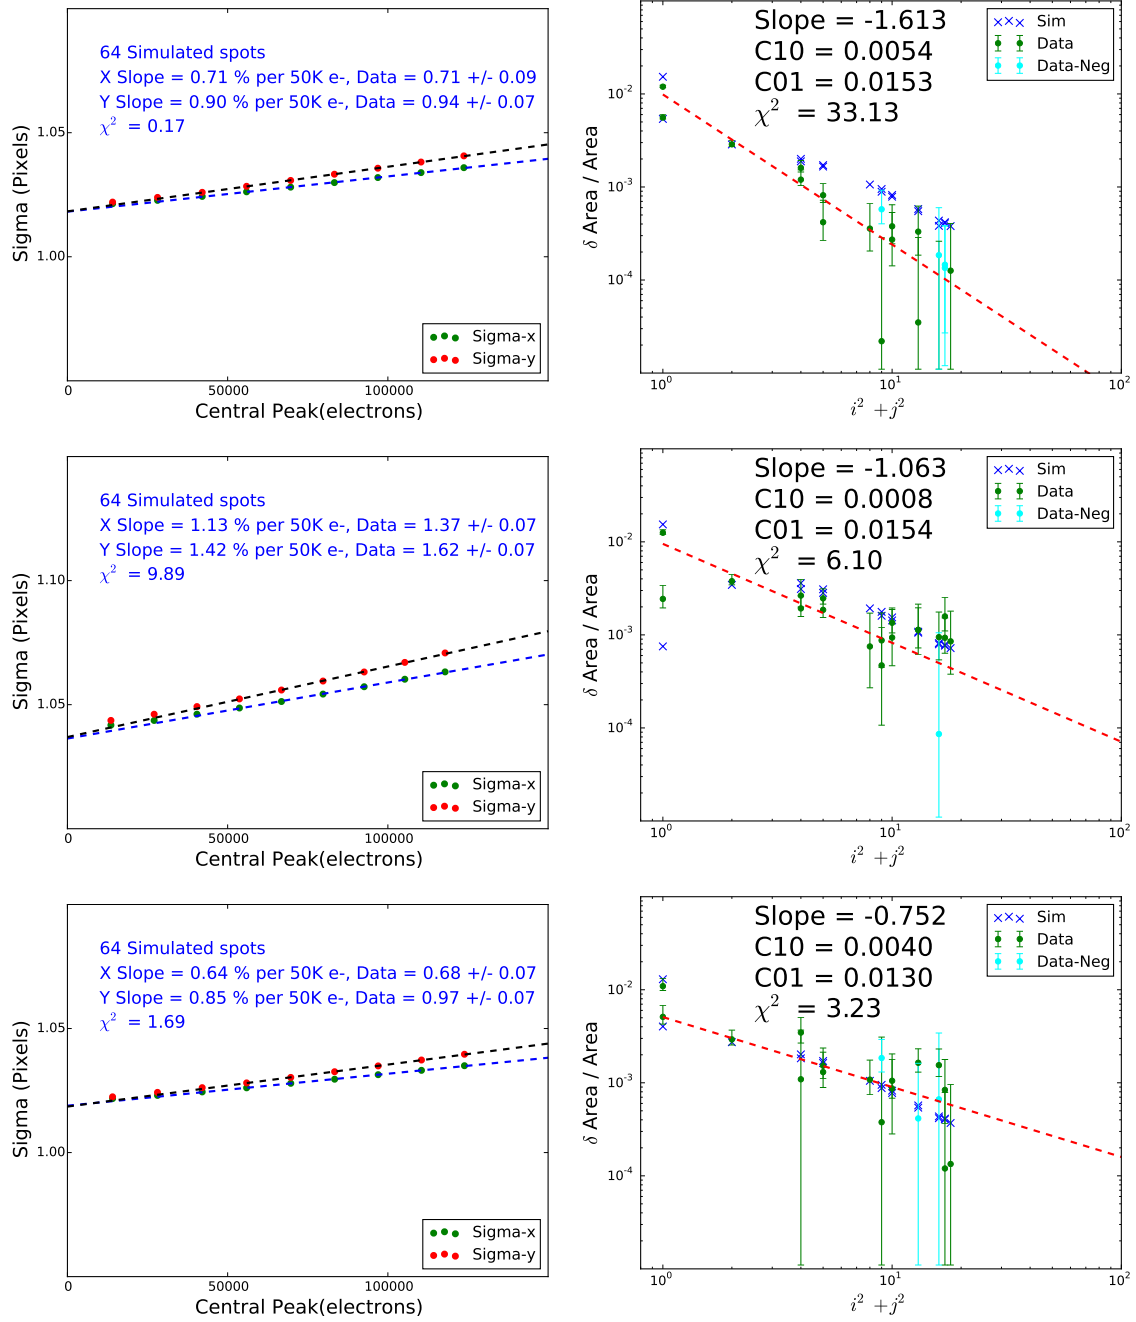 64 Simulated spots
X Slope = 0.71 % per 50K e-, Data = 0.71 +/- 0.09
Y Slope = 0.90 % per 50K e-, Data = 0.94 +/- 0.07
χ² = 0.17
1.05
1.00
Sigma (Pixels)
Sigma-x
Sigma-y
0
50000
100000
Central Peak(electrons)
Slope = -1.613
C10 = 0.0054
C01 = 0.0153
χ² = 33.13
Sim
Data
Data-Neg
10⁻²
10⁻³
10⁻⁴
δ Area / Area
10⁰
10¹
10²
i² +j²
64 Simulated spots
X Slope = 1.13 % per 50K e-, Data = 1.37 +/- 0.07
Y Slope = 1.42 % per 50K e-, Data = 1.62 +/- 0.07
χ² = 9.89
1.10
1.05
Sigma (Pixels)
Sigma-x
Sigma-y
0
50000
100000
Central Peak(electrons)
Slope = -1.063
C10 = 0.0008
C01 = 0.0154
χ² = 6.10
Sim
Data
Data-Neg
10⁻²
10⁻³
10⁻⁴
δ Area / Area
10⁰
10¹
10²
i² +j²
64 Simulated spots
X Slope = 0.64 % per 50K e-, Data = 0.68 +/- 0.07
Y Slope = 0.85 % per 50K e-, Data = 0.97 +/- 0.07
χ² = 1.69
1.05
1.00
Sigma (Pixels)
Sigma-x
Sigma-y
0
50000
100000
Central Peak(electrons)
Slope = -0.752
C10 = 0.0040
C01 = 0.0130
χ² = 3.23
Sim
Data
Data-Neg
10⁻²
10⁻³
10⁻⁴
δ Area / Area
10⁰
10¹
10²
i² +j²